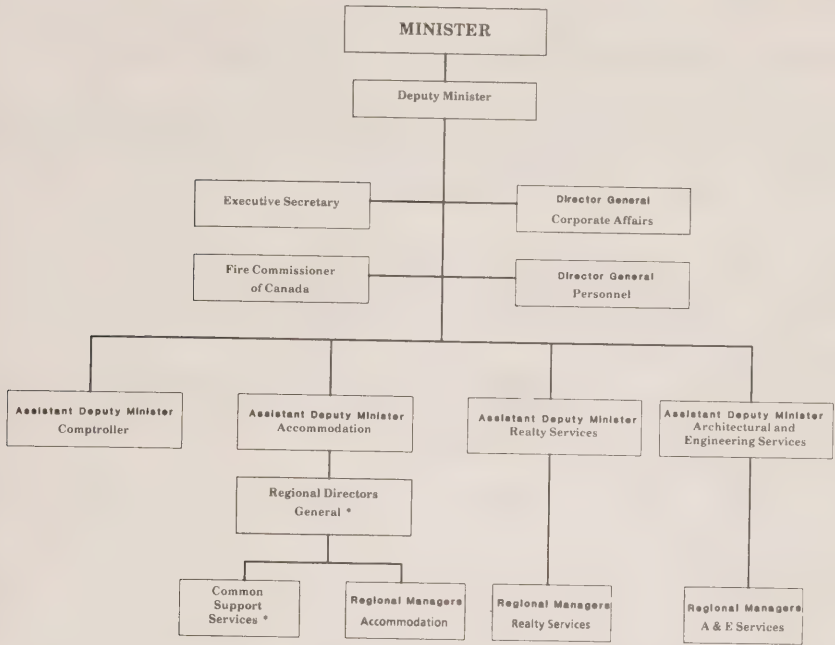 MINISTER
Deputy Minister
Executive Secretary
Director General
Corporate Affairs
Fire Commissioner
of Canada
Director General
Personnel
Assistant Deputy Minister
Comptroller
Assistant Deputy Minister
Accommodation
Assistant Deputy Minister
Realty Services
Assistant Deputy Minister
Architectural and
Engineering Services
Regional Directors
General *
Common
Support
Services *
Regional Managers
Accommodation
Regional Managers
Realty Services
Regional Managers
A & E Services